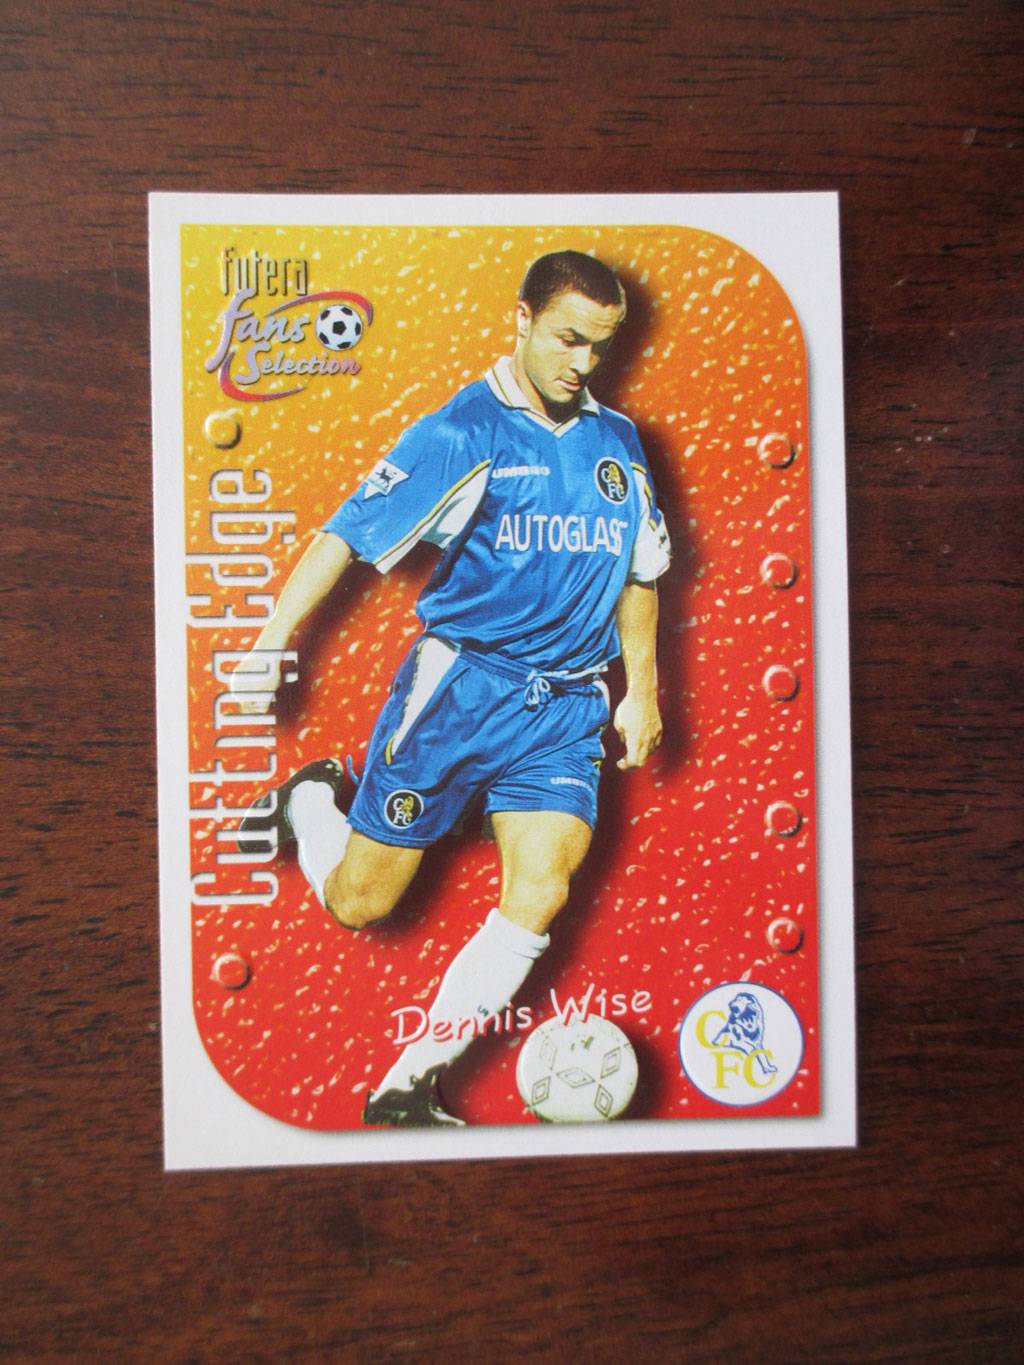 futera
fans
Selection
Cutting Edge
UMBRO
CFC
AUTOGLASS
UMBRO
CFC
Dennis Wise
CFC